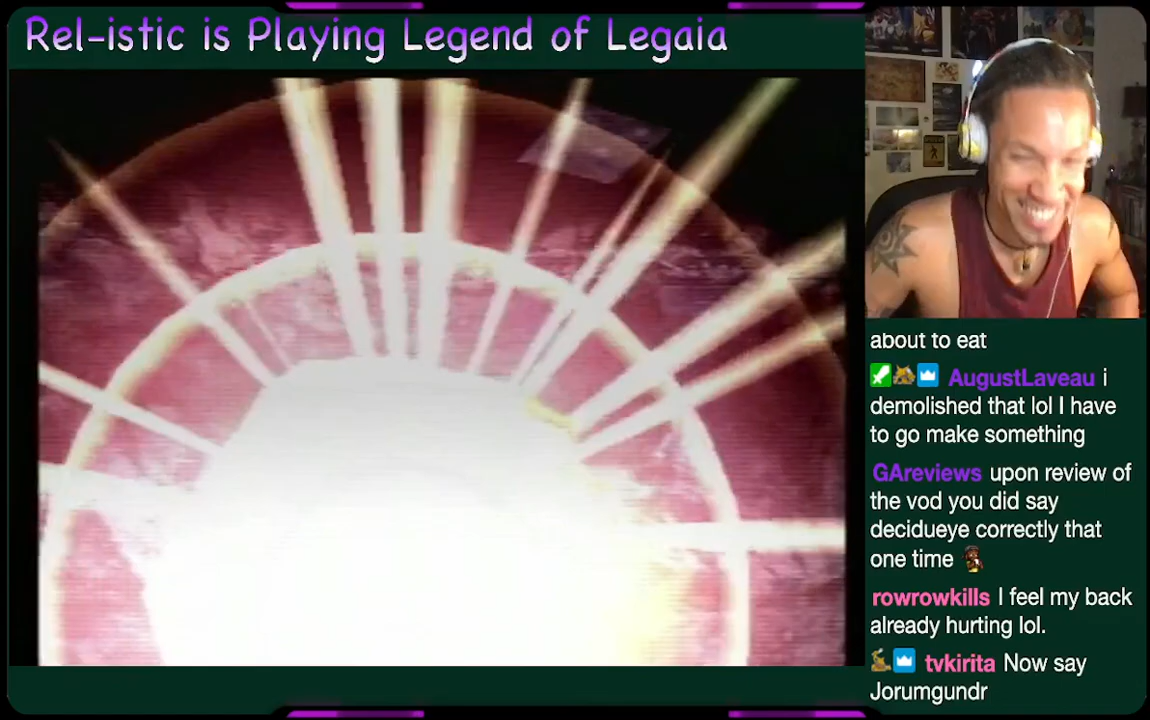 Rel-istic is Playing Legend of Legaia
about to eat
AugustLaveau i
demolished that lol I have
to go make something
GAreviews upon review of
the vod you did say
decidueye correctly that
one time
rowrowkills I feel my back
already hurting lol.
tvkirita Now say
Jorumgundr